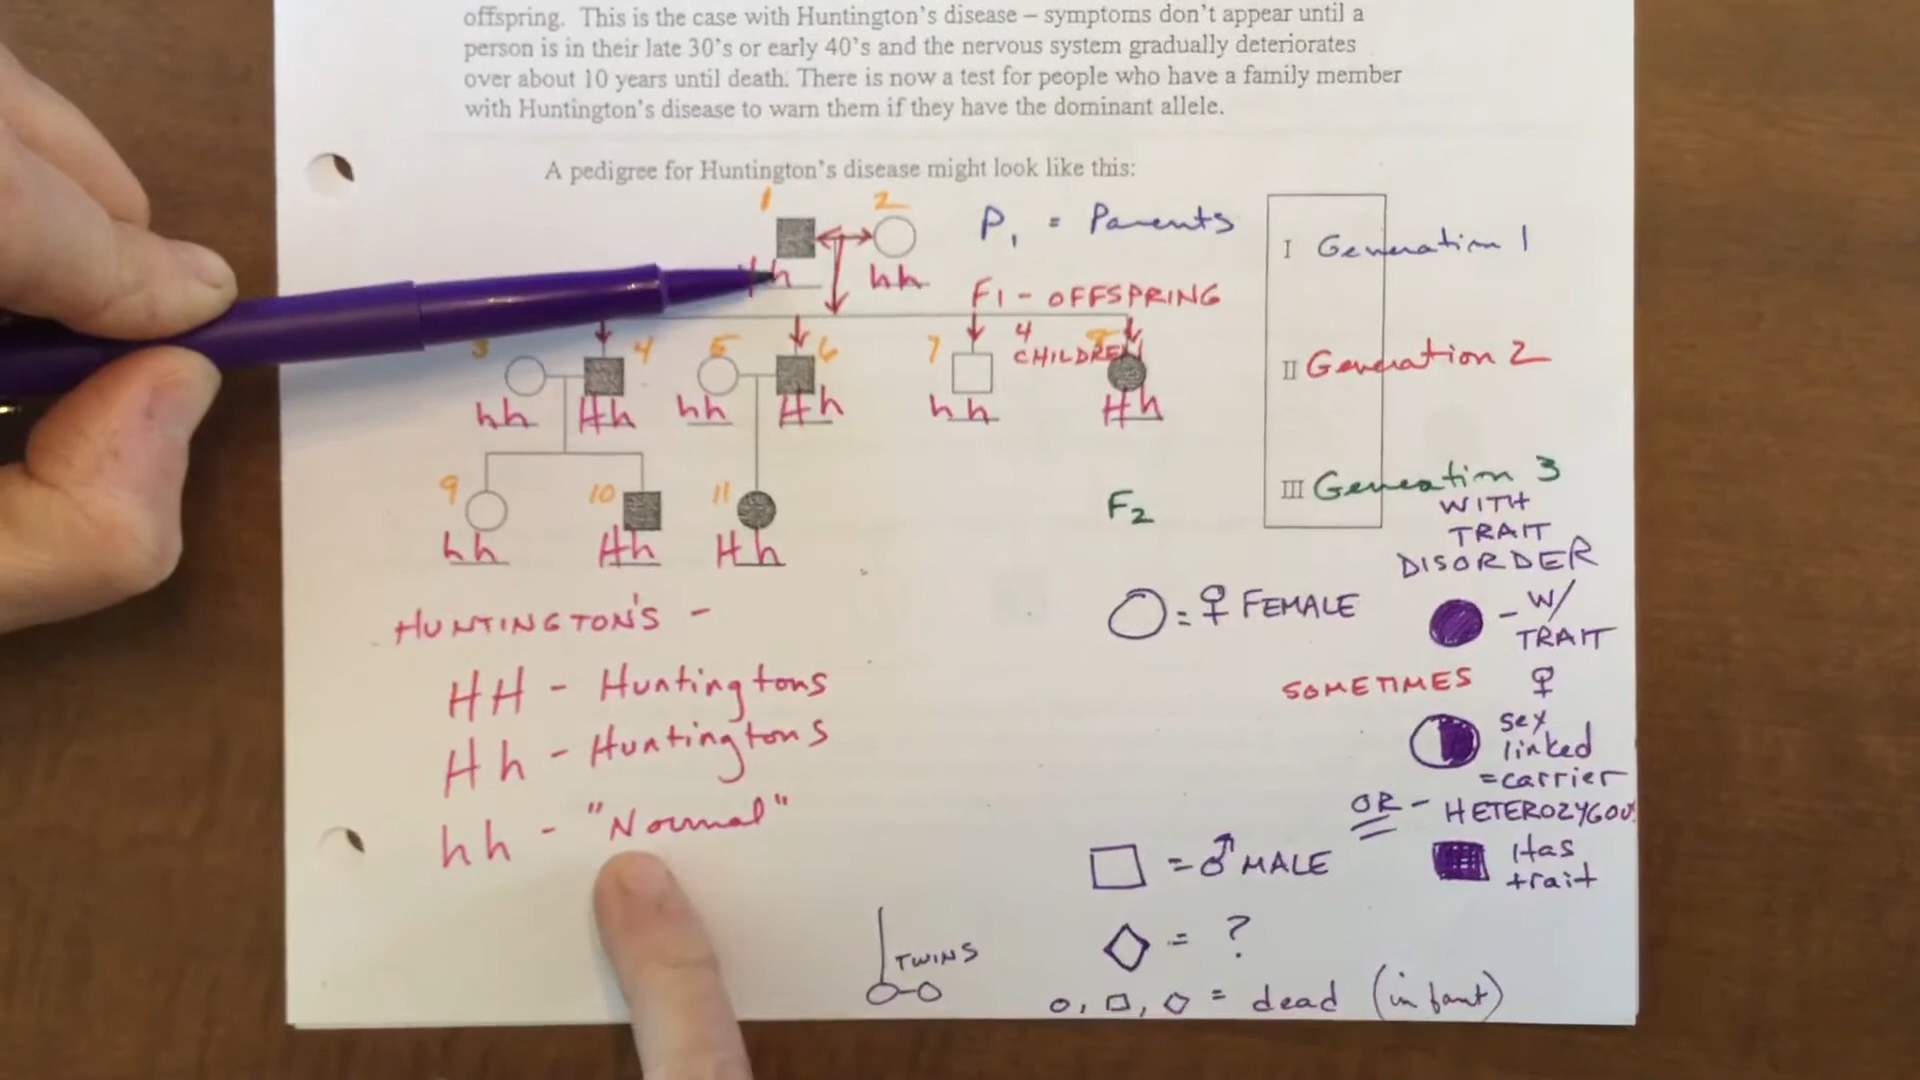 offspring. This is the case with Huntington's disease – symptoms don't appear until a
person is in their late 30's or early 40's and the nervous system gradually deteriorates
over about 10 years until death. There is now a test for people who have a family member
with Huntington's disease to warn them if they have the dominant allele.
A pedigree for Huntington's disease might look like this:
1 2
P1 = Parents
I Generation 1
hh
F1 - OFFSPRING
3 4 5 6 7
4
CHILDREN
II Generation 2
hh Hh hh Hh hh Hh
9 10 11
F2
III Generation 3
hh Hh Hh
WITH
TRAIT
DISORDER
HUNTINGTON'S -
HH - Huntingtons
Hh - Huntingtons
hh - "Normal"
= ♀ FEMALE
- W/
TRAIT
SOMETIMES
♀
sex
linked
= carrier
OR - HETEROZYGOU
= ♂ MALE
Has
trait
= ?
TWINS
= dead (infant)